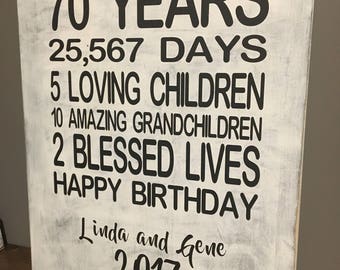 70 YEARS
25,567 DAYS
5 LOVING CHILDREN
10 AMAZING GRANDCHILDREN
2 BLESSED LIVES
HAPPY BIRTHDAY
Linda and Gene
2017